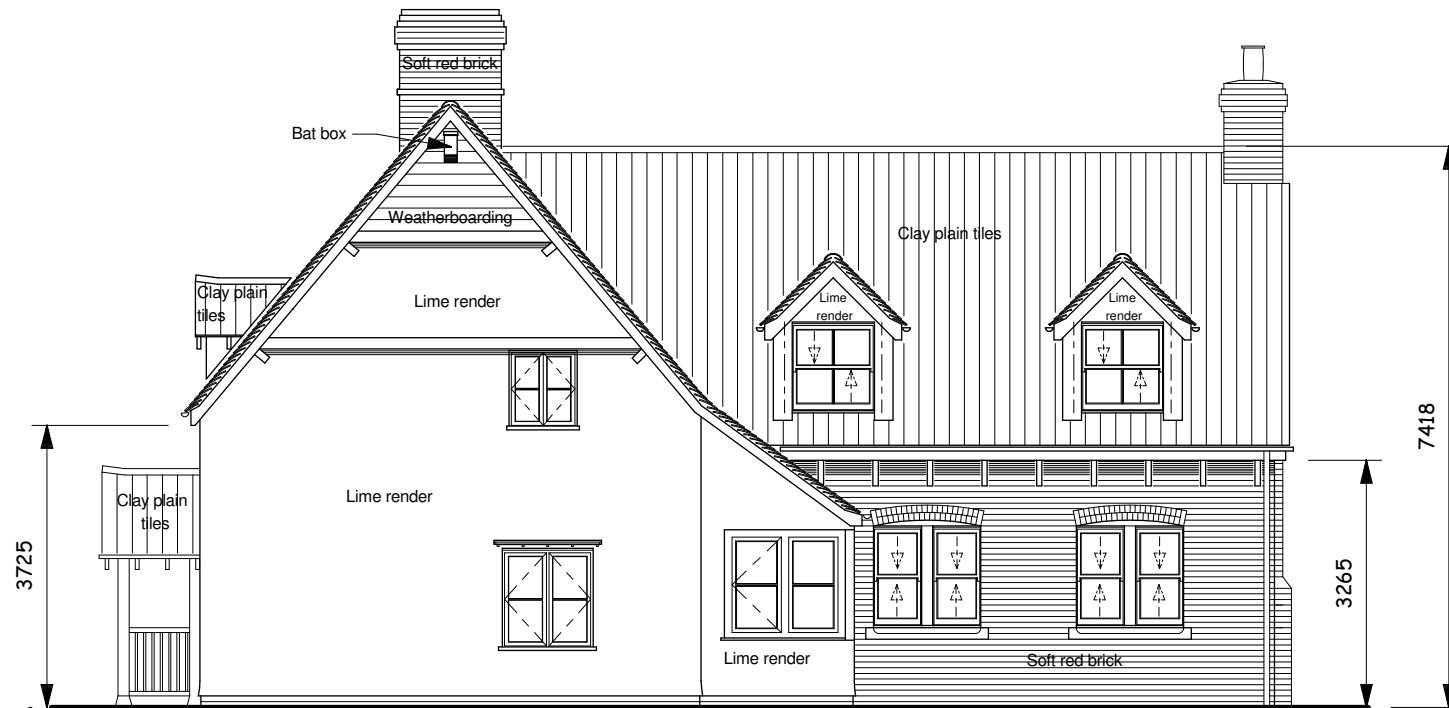 Soft red brick
Bat box
Weatherboarding
Clay plain tiles
Clay plain
tiles
Lime render
Lime
render
Lime
render
7418
Clay plain
tiles
Lime render
3725
3265
Lime render
Soft red brick